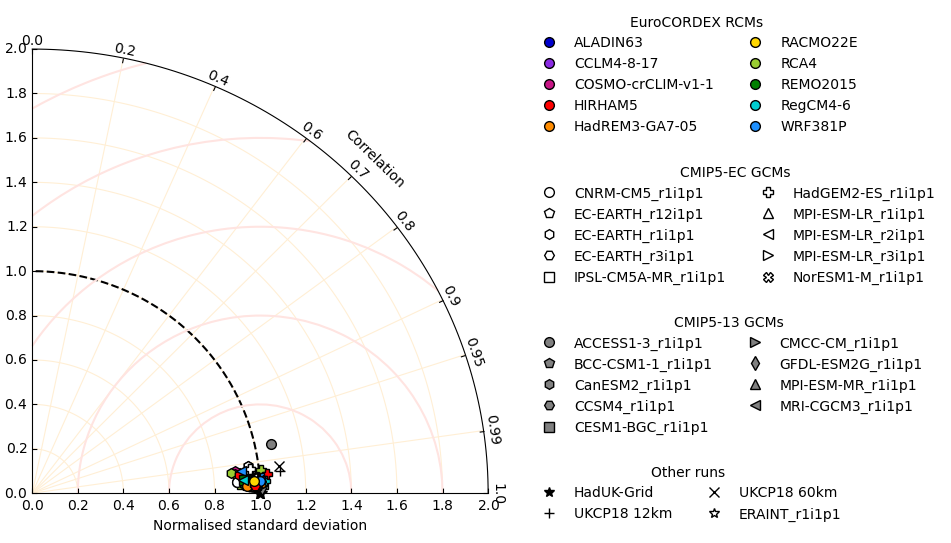 EuroCORDEX RCMs
ALADIN63 RACMO22E
CCLM4-8-17 RCA4
COSMO-crCLIM-v1-1 REMO2015
HIRHAM5 RegCM4-6
HadREM3-GA7-05 WRF381P
CMIP5-EC GCMs
CNRM-CM5_r1i1p1 HadGEM2-ES_r1i1p1
EC-EARTH_r12i1p1 MPI-ESM-LR_r1i1p1
EC-EARTH_r1i1p1 MPI-ESM-LR_r2i1p1
EC-EARTH_r3i1p1 MPI-ESM-LR_r3i1p1
IPSL-CM5A-MR_r1i1p1 NorESM1-M_r1i1p1
CMIP5-13 GCMs
ACCESS1-3_r1i1p1 CMCC-CM_r1i1p1
BCC-CSM1-1_r1i1p1 GFDL-ESM2G_r1i1p1
CanESM2_r1i1p1 MPI-ESM-MR_r1i1p1
CCSM4_r1i1p1 MRI-CGCM3_r1i1p1
CESM1-BGC_r1i1p1
Other runs
HadUK-Grid UKCP18 60km
UKCP18 12km ERAINT_r1i1p1
0.0
0.2
0.4
0.6
0.7
0.8
0.9
0.95
0.99
1.0
Correlation
2.0
1.8
1.6
1.4
1.2
1.0
0.8
0.6
0.4
0.2
0.0
0.0 0.2 0.4 0.6 0.8 1.0 1.2 1.4 1.6 1.8 2.0
Normalised standard deviation